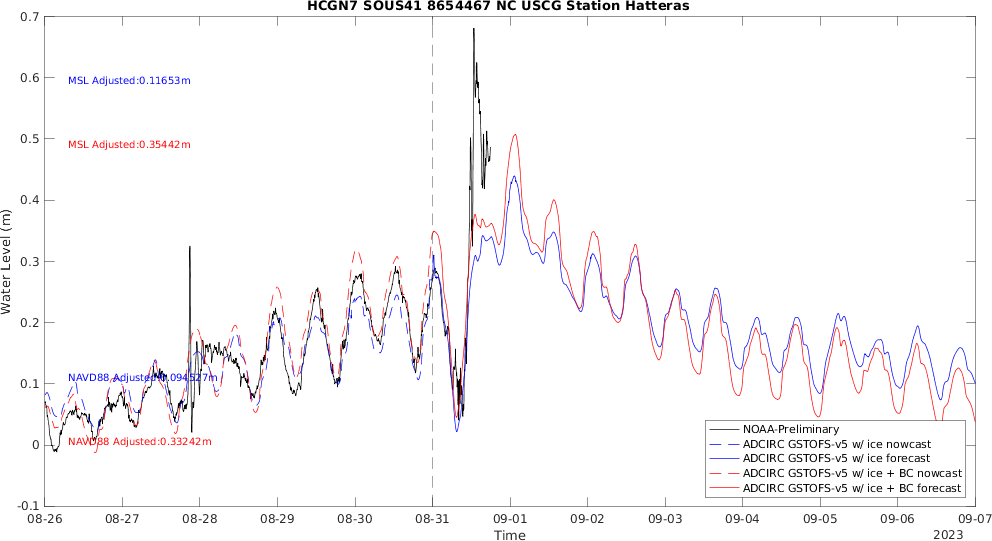 HCGN7 SOUS41 8654467 NC USCG Station Hatteras
Water Level (m)
0.7
0.6
0.5
0.4
0.3
0.2
0.1
0
-0.1
MSL Adjusted:0.11653m
MSL Adjusted:0.35442m
NAVD88 Adjusted:0.094527m
NAVD88 Adjusted:0.33242m
NOAA-Preliminary
ADCIRC GSTOFS-v5 w/ ice nowcast
ADCIRC GSTOFS-v5 w/ ice forecast
ADCIRC GSTOFS-v5 w/ ice + BC nowcast
ADCIRC GSTOFS-v5 w/ ice + BC forecast
08-26 08-27 08-28 08-29 08-30 08-31 09-01 09-02 09-03 09-04 09-05 09-06 09-07
Time
2023